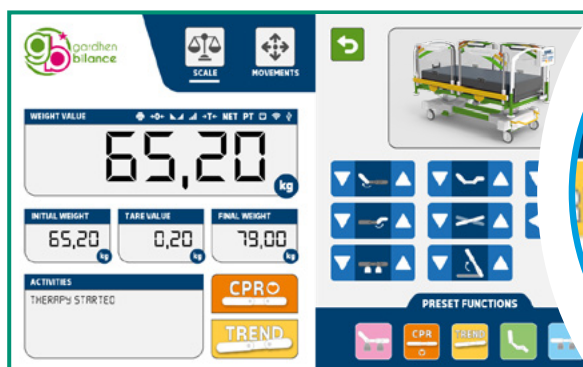 gardhen
bilance
SCALE
MOVEMENTS
WEIGHT VALUE
→0← →T← NET PT
65,20
kg
INITIAL WEIGHT
TARE VALUE
FINAL WEIGHT
65,20
kg
0,20
kg
79,00
kg
ACTIVITIES
THERAPY STARTED
CPR
TREND
PRESET FUNCTIONS
CPR
TREND